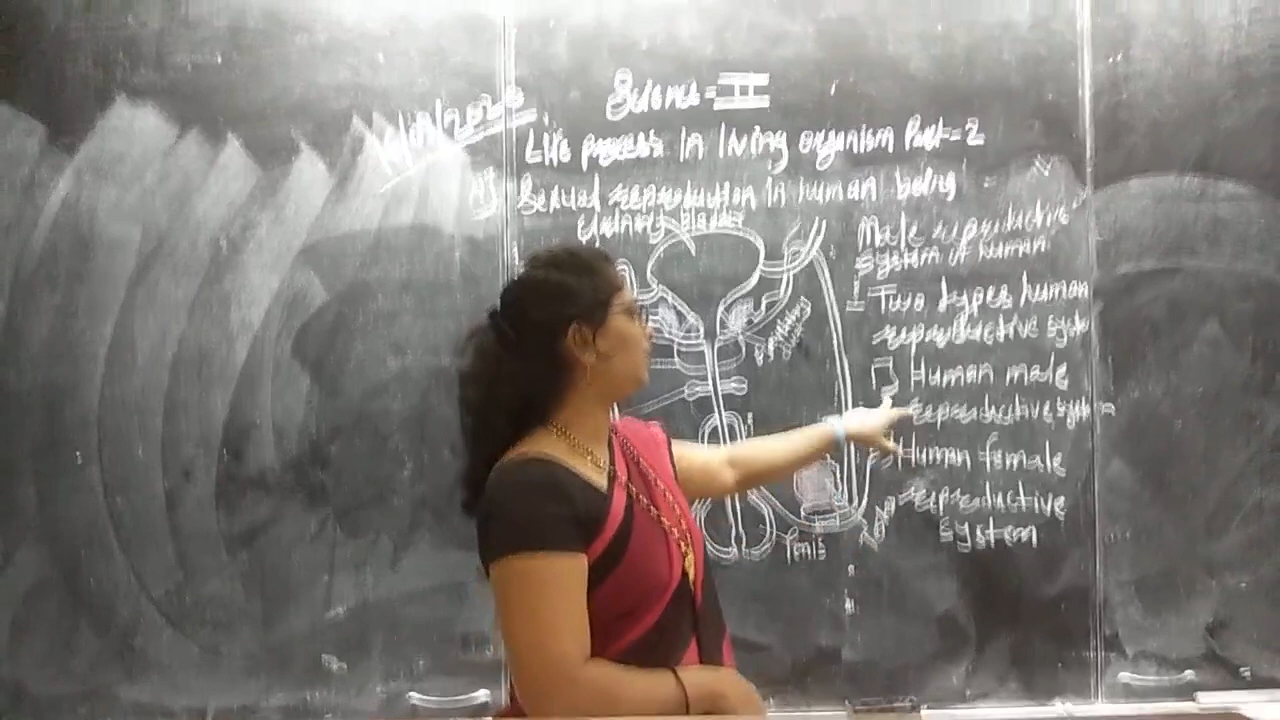 Science = II
Life process in living organism Part = 2
A] Sexual reproduction in human being
Urinary bladder
Male reproductive
system of human
Two types human
reproductive syste
Human male
reproductive system
Human female
reproductive
system
Penis